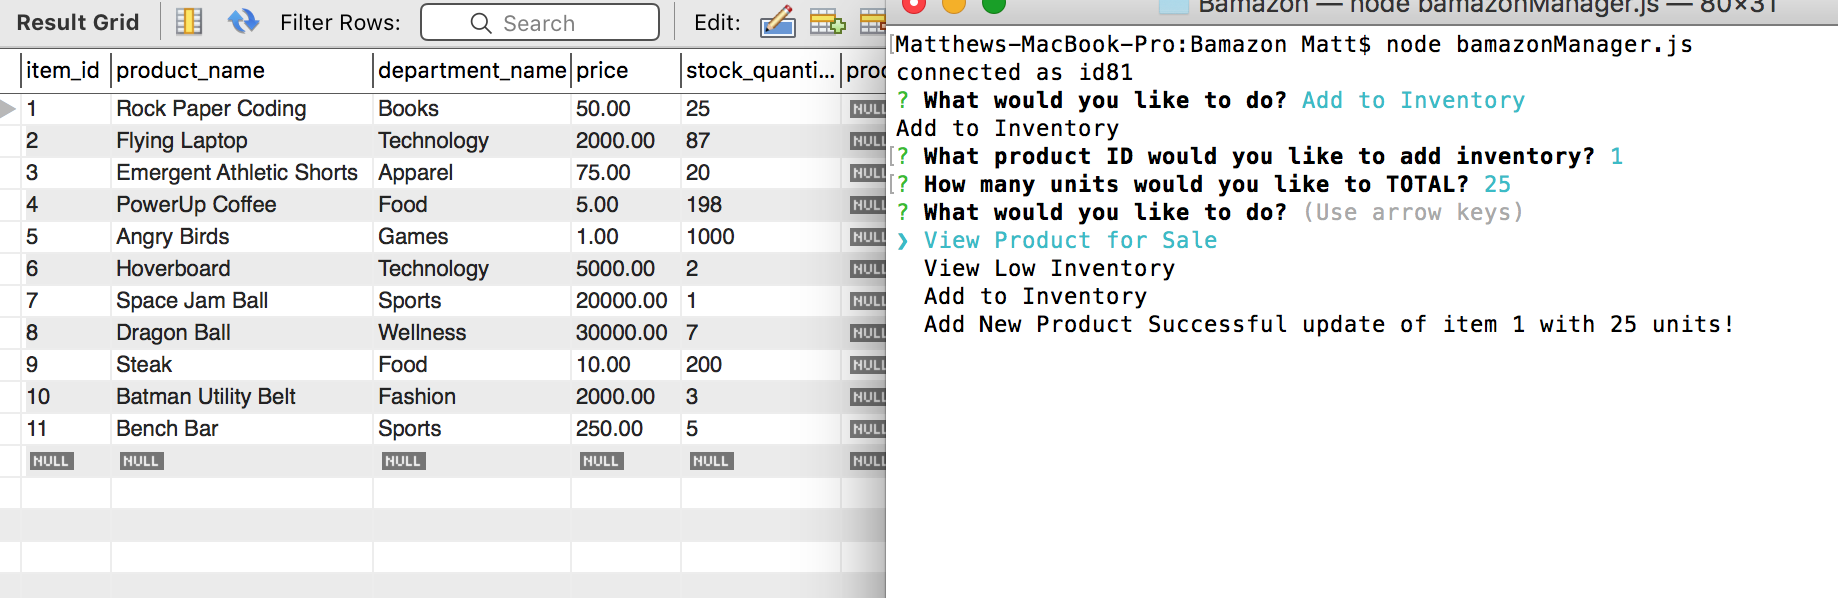 Result Grid Filter Rows: Search Edit:
item_id product_name department_name price stock_quanti...
1 Rock Paper Coding Books 50.00 25 NULL
2 Flying Laptop Technology 2000.00 87 NULL
3 Emergent Athletic Shorts Apparel 75.00 20 NULL
4 PowerUp Coffee Food 5.00 198 NULL
5 Angry Birds Games 1.00 1000 NULL
6 Hoverboard Technology 5000.00 2 NULL
7 Space Jam Ball Sports 20000.00 1 NULL
8 Dragon Ball Wellness 30000.00 7 NULL
9 Steak Food 10.00 200 NULL
10 Batman Utility Belt Fashion 2000.00 3 NULL
11 Bench Bar Sports 250.00 5 NULL
NULL NULL NULL NULL NULL NULL
Bamazon — node bamazonManager.js — 80×31
[Matthews-MacBook-Pro:Bamazon Matt$ node bamazonManager.js
connected as id81
? What would you like to do? Add to Inventory
Add to Inventory
[? What product ID would you like to add inventory? 1
[? How many units would you like to TOTAL? 25
? What would you like to do? (Use arrow keys)
❯ View Product for Sale
View Low Inventory
Add to Inventory
Add New Product Successful update of item 1 with 25 units!